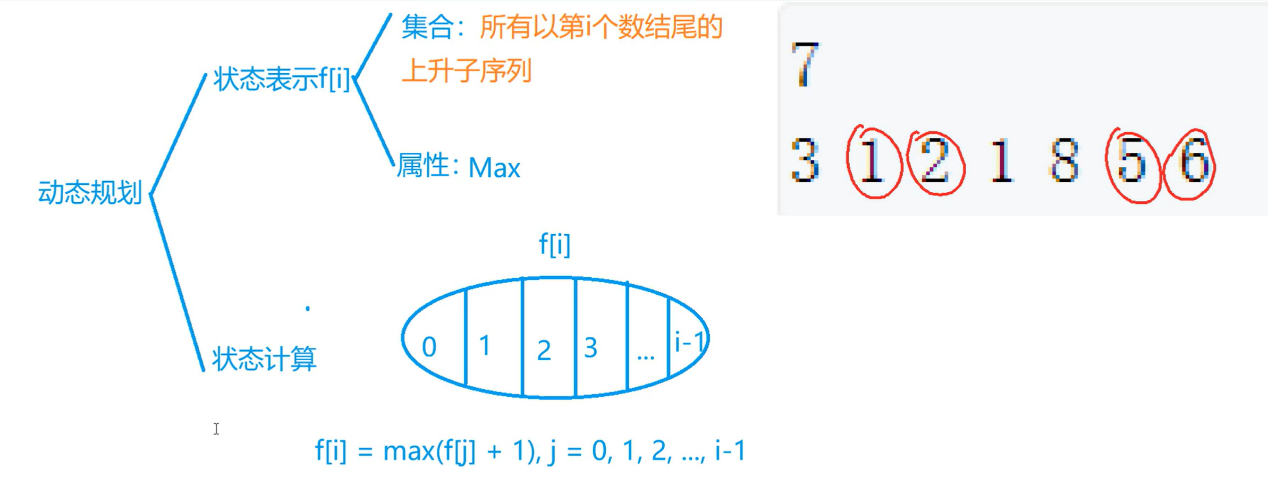 集合：所有以第i个数结尾的
上升子序列
状态表示f[i]
属性：Max
动态规划
f[i]
0 1 2 3 ... i-1
状态计算
f[i] = max(f[j] + 1), j = 0, 1, 2, ..., i-1
7
3 1 2 1 8 5 6